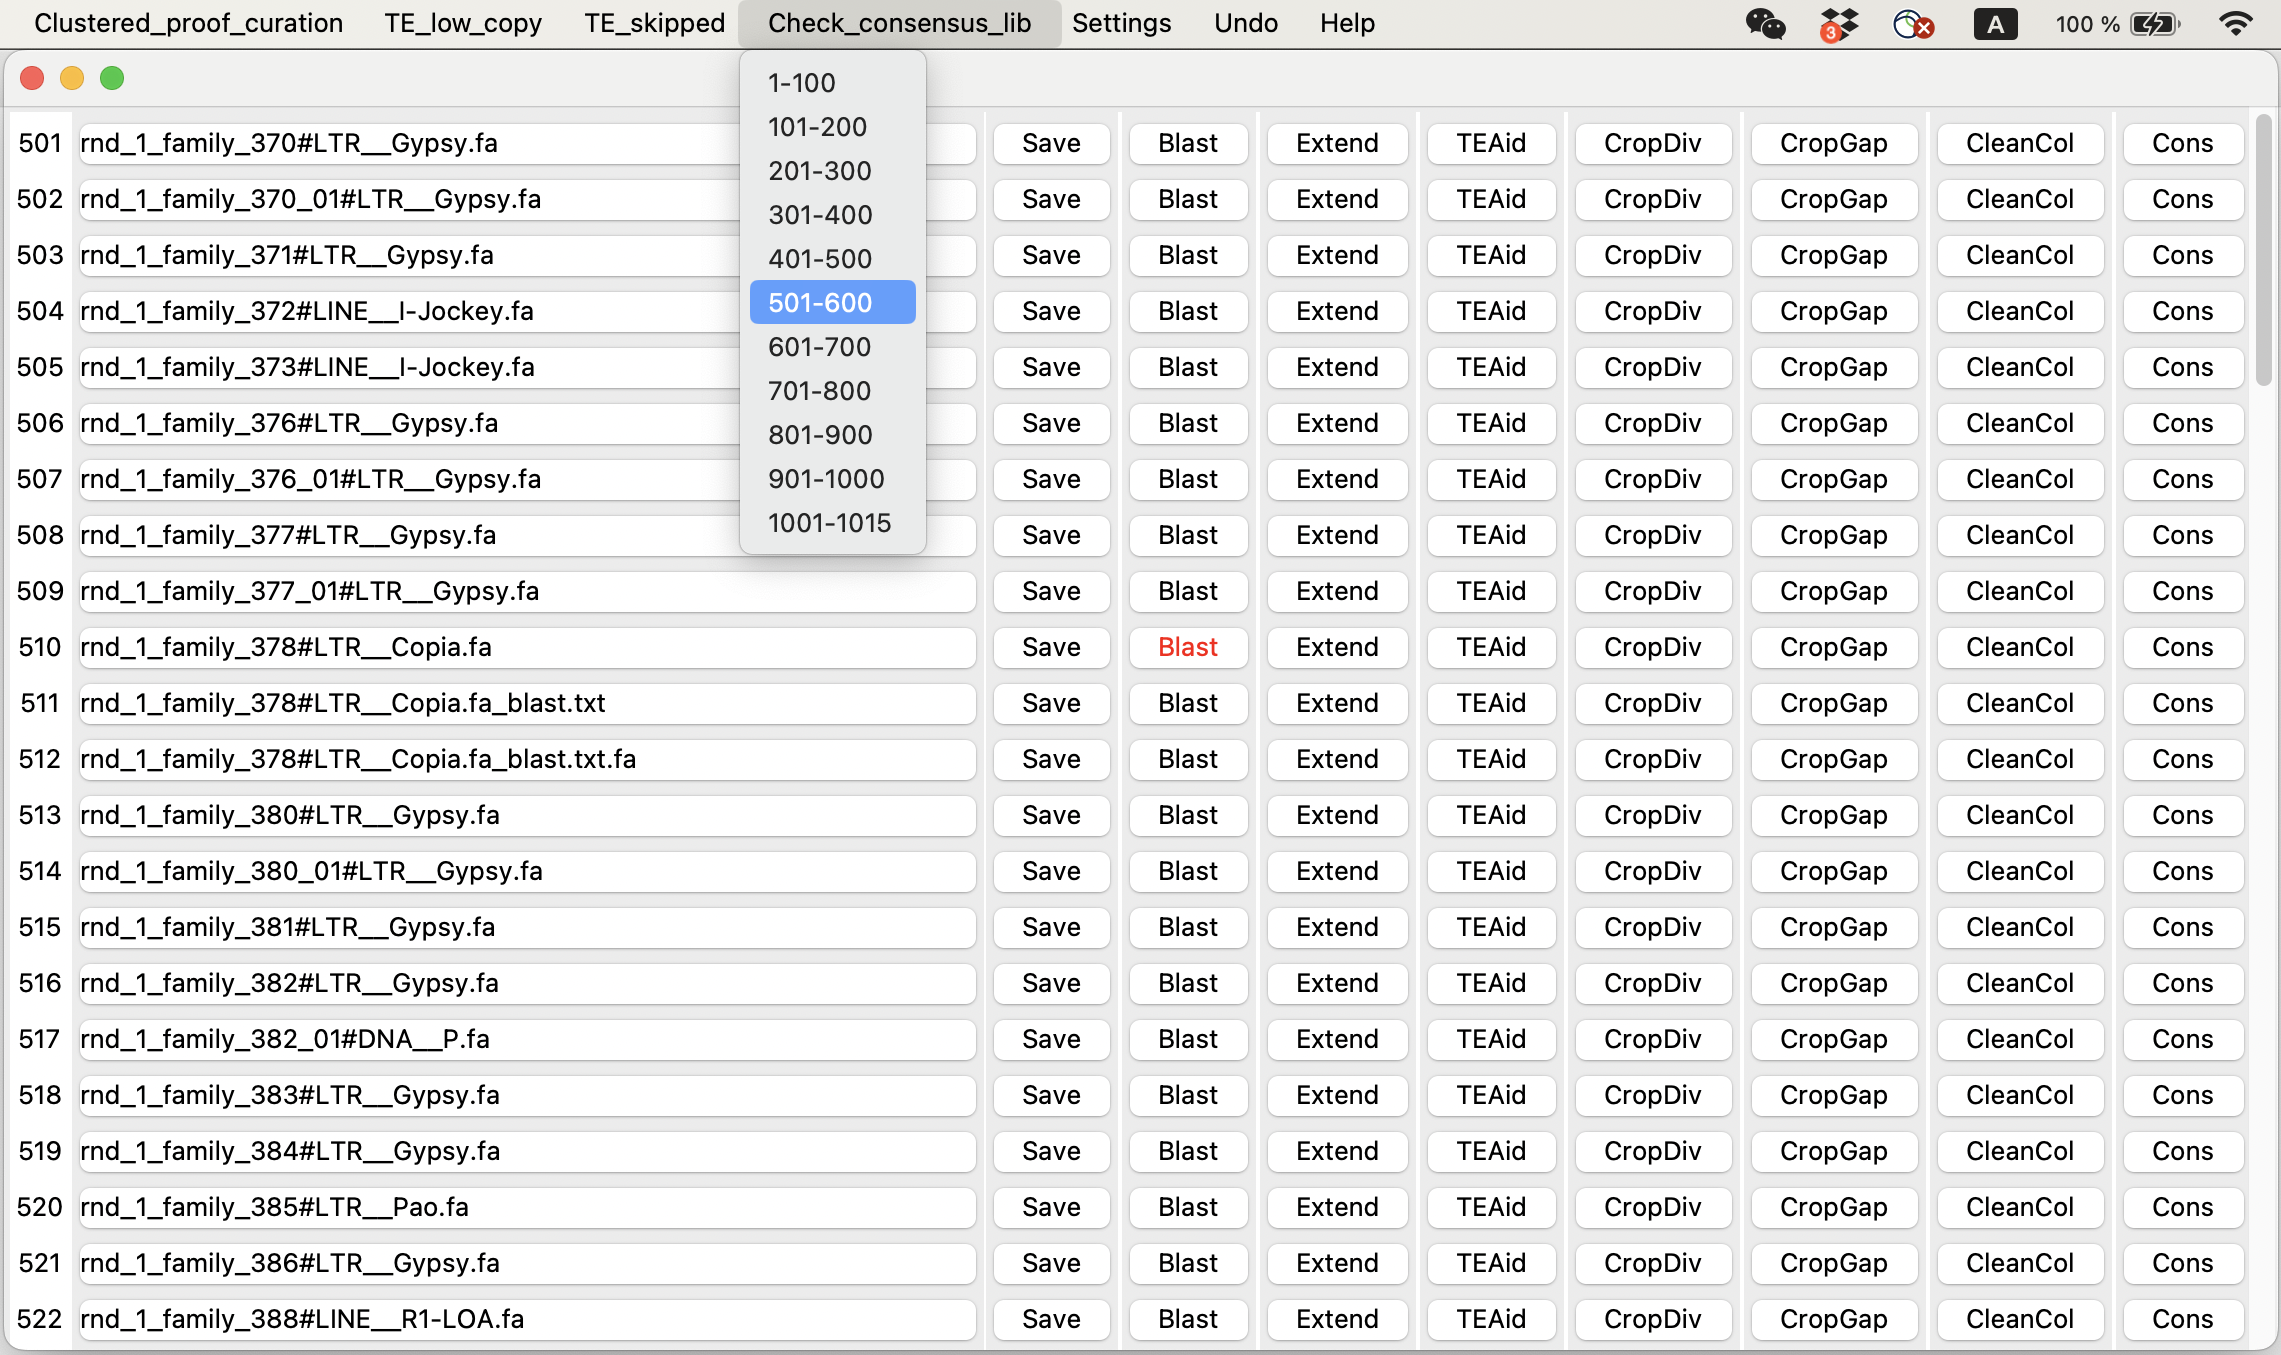 Clustered_proof_curation TE_low_copy TE_skipped Check_consensus_lib Settings Undo Help 3 A 100 %
1-100
101-200
201-300
301-400
401-500
501-600
601-700
701-800
801-900
901-1000
1001-1015
501 rnd_1_family_370#LTR__Gypsy.fa Save Blast Extend TEAid CropDiv CropGap CleanCol Cons
502 rnd_1_family_370_01#LTR__Gypsy.fa Save Blast Extend TEAid CropDiv CropGap CleanCol Cons
503 rnd_1_family_371#LTR__Gypsy.fa Save Blast Extend TEAid CropDiv CropGap CleanCol Cons
504 rnd_1_family_372#LINE__I-Jockey.fa Save Blast Extend TEAid CropDiv CropGap CleanCol Cons
505 rnd_1_family_373#LINE__I-Jockey.fa Save Blast Extend TEAid CropDiv CropGap CleanCol Cons
506 rnd_1_family_376#LTR__Gypsy.fa Save Blast Extend TEAid CropDiv CropGap CleanCol Cons
507 rnd_1_family_376_01#LTR__Gypsy.fa Save Blast Extend TEAid CropDiv CropGap CleanCol Cons
508 rnd_1_family_377#LTR__Gypsy.fa Save Blast Extend TEAid CropDiv CropGap CleanCol Cons
509 rnd_1_family_377_01#LTR__Gypsy.fa Save Blast Extend TEAid CropDiv CropGap CleanCol Cons
510 rnd_1_family_378#LTR__Copia.fa Save Blast Extend TEAid CropDiv CropGap CleanCol Cons
511 rnd_1_family_378#LTR__Copia.fa_blast.txt Save Blast Extend TEAid CropDiv CropGap CleanCol Cons
512 rnd_1_family_378#LTR__Copia.fa_blast.txt.fa Save Blast Extend TEAid CropDiv CropGap CleanCol Cons
513 rnd_1_family_380#LTR__Gypsy.fa Save Blast Extend TEAid CropDiv CropGap CleanCol Cons
514 rnd_1_family_380_01#LTR__Gypsy.fa Save Blast Extend TEAid CropDiv CropGap CleanCol Cons
515 rnd_1_family_381#LTR__Gypsy.fa Save Blast Extend TEAid CropDiv CropGap CleanCol Cons
516 rnd_1_family_382#LTR__Gypsy.fa Save Blast Extend TEAid CropDiv CropGap CleanCol Cons
517 rnd_1_family_382_01#DNA__P.fa Save Blast Extend TEAid CropDiv CropGap CleanCol Cons
518 rnd_1_family_383#LTR__Gypsy.fa Save Blast Extend TEAid CropDiv CropGap CleanCol Cons
519 rnd_1_family_384#LTR__Gypsy.fa Save Blast Extend TEAid CropDiv CropGap CleanCol Cons
520 rnd_1_family_385#LTR__Pao.fa Save Blast Extend TEAid CropDiv CropGap CleanCol Cons
521 rnd_1_family_386#LTR__Gypsy.fa Save Blast Extend TEAid CropDiv CropGap CleanCol Cons
522 rnd_1_family_388#LINE__R1-LOA.fa Save Blast Extend TEAid CropDiv CropGap CleanCol Cons